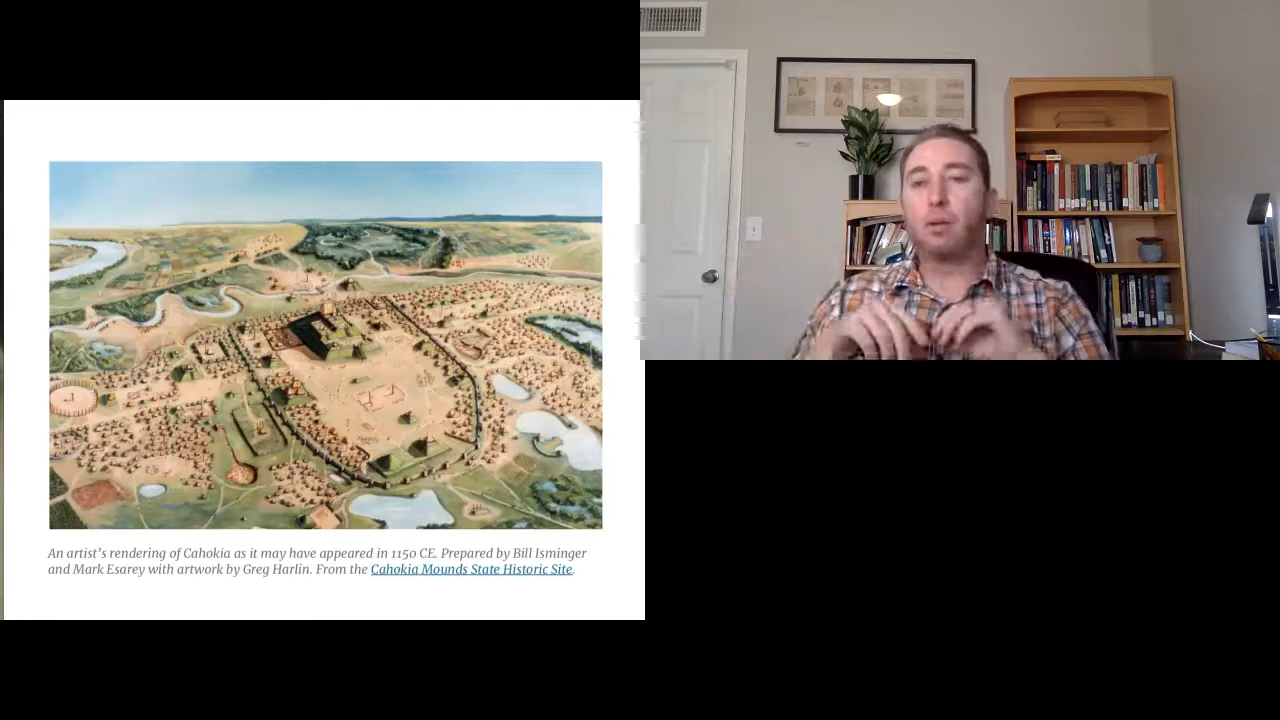 An artist's rendering of Cahokia as it may have appeared in 1150 CE. Prepared by Bill Isminger
and Mark Esarey with artwork by Greg Harlin. From the Cahokia Mounds State Historic Site.